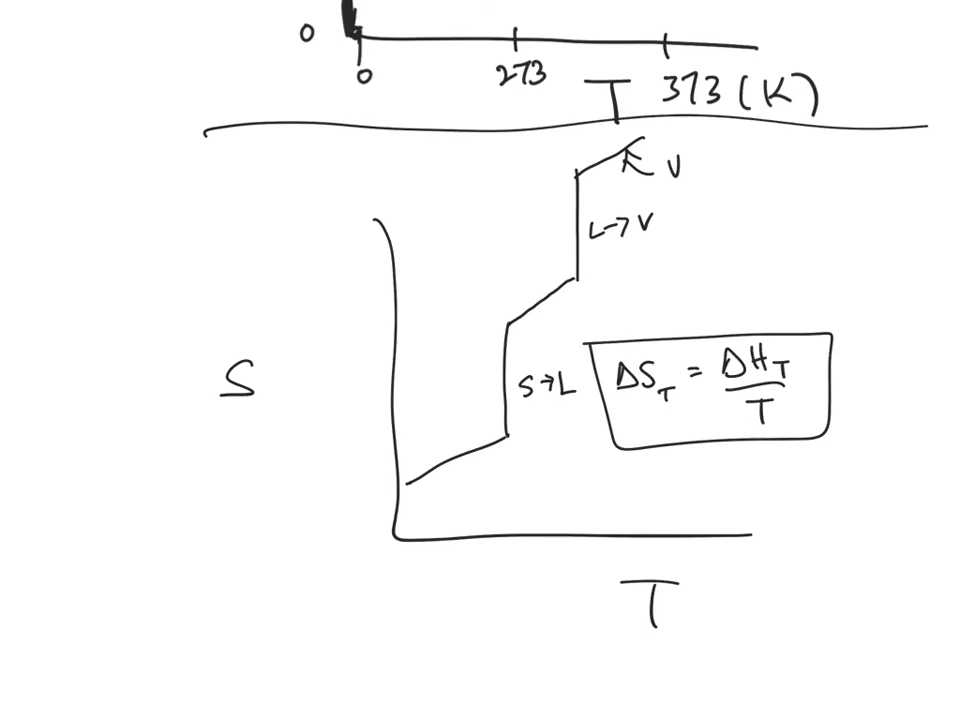 0
0 273 373 (K)
T
V
L→V
S→L
ΔS_T = ΔH_T / T
S
T